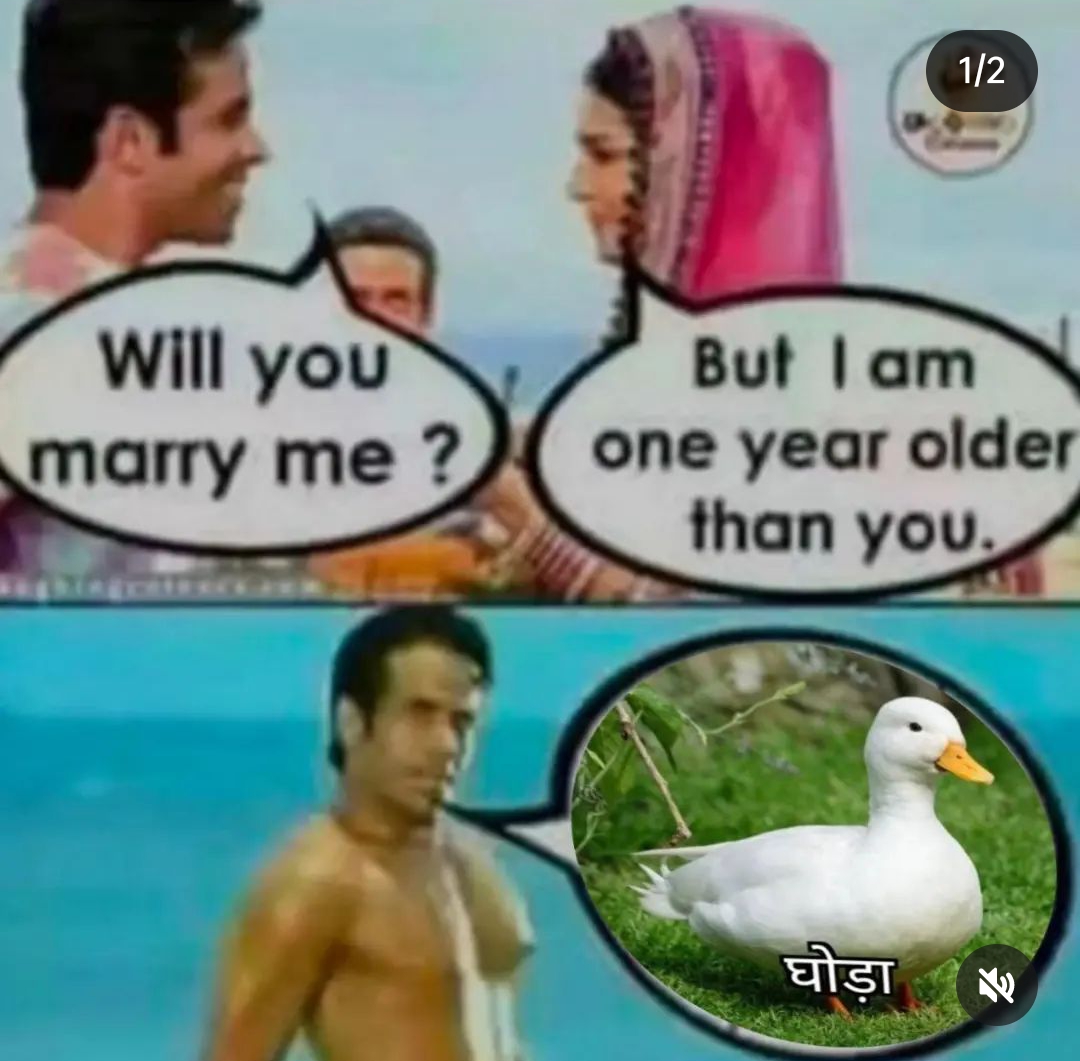 1/2
Will you
marry me ?
But I am
one year older
than you.
घोड़ा